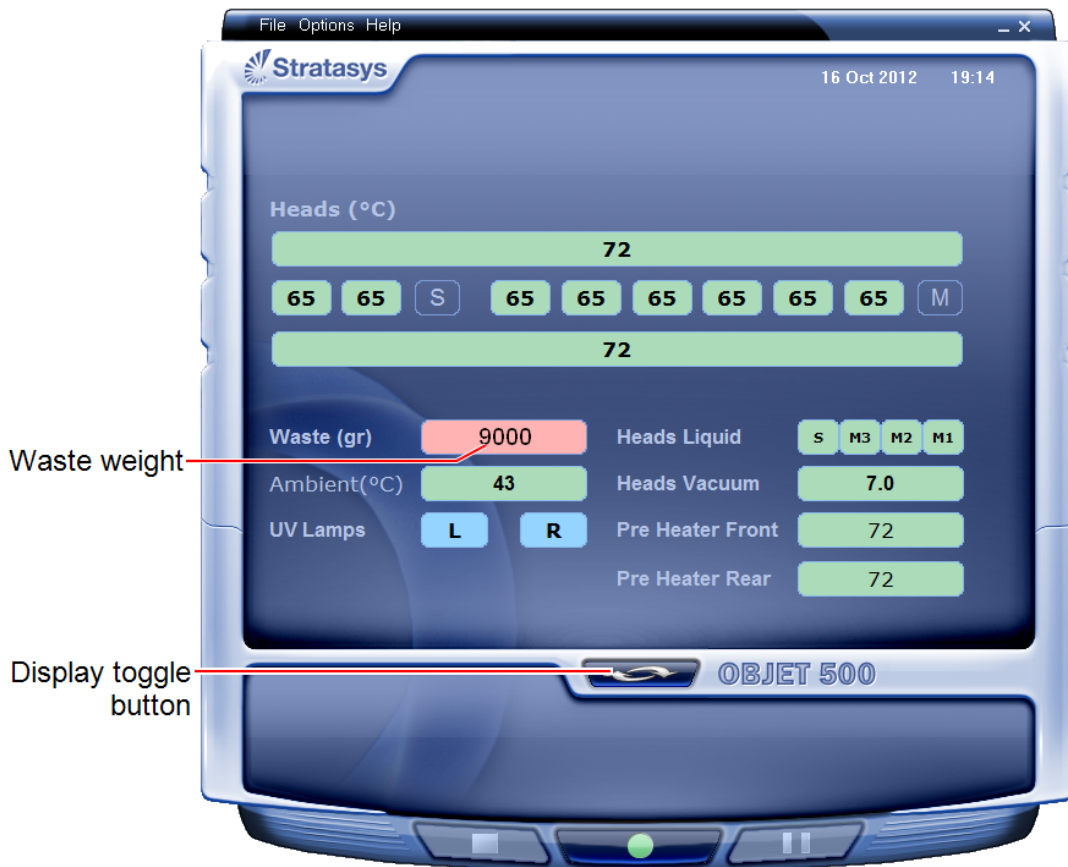 File Options Help
Stratasys
16 Oct 2012 19:14
Heads (°C)
72
65 65 S 65 65 65 65 65 65 M
72
Waste (gr) 9000 Heads Liquid S M3 M2 M1
Waste weight
Ambient(°C) 43 Heads Vacuum 7.0
UV Lamps L R Pre Heater Front 72
Pre Heater Rear 72
Display toggle
button
OBJET 500